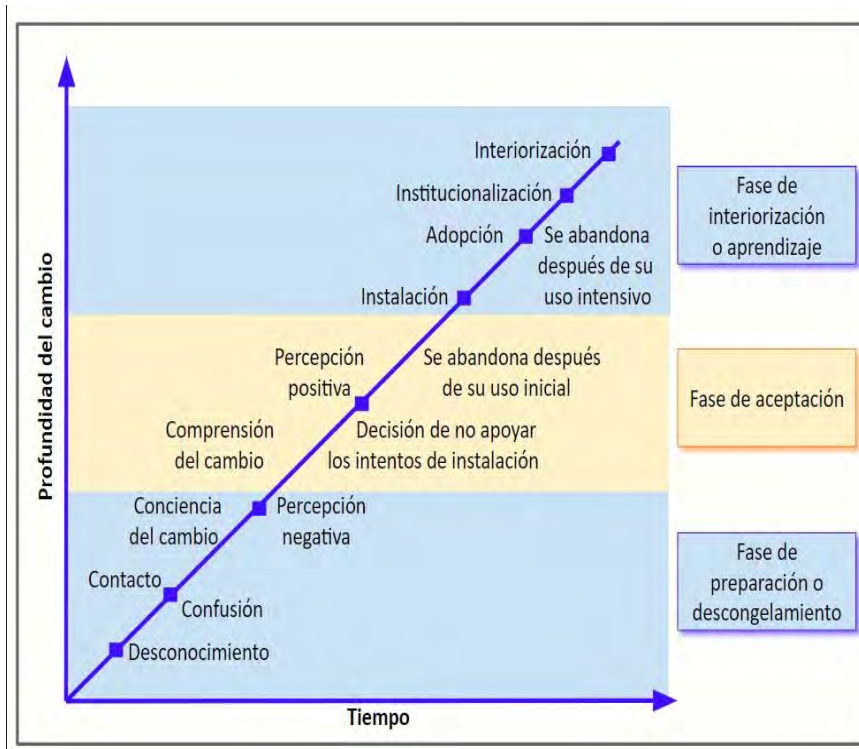 Interiorización
Institucionalización
Adopción
Se abandona
después de su
uso intensivo
Instalación
Fase de
interiorización
o aprendizaje
Percepción
positiva
Se abandona después
de su uso inicial
Comprensión
del cambio
Decisión de no apoyar
los intentos de instalación
Fase de aceptación
Conciencia
del cambio
Percepción
negativa
Contacto
Confusión
Desconocimiento
Fase de
preparación o
descongelamiento
Profundidad del cambio
Tiempo